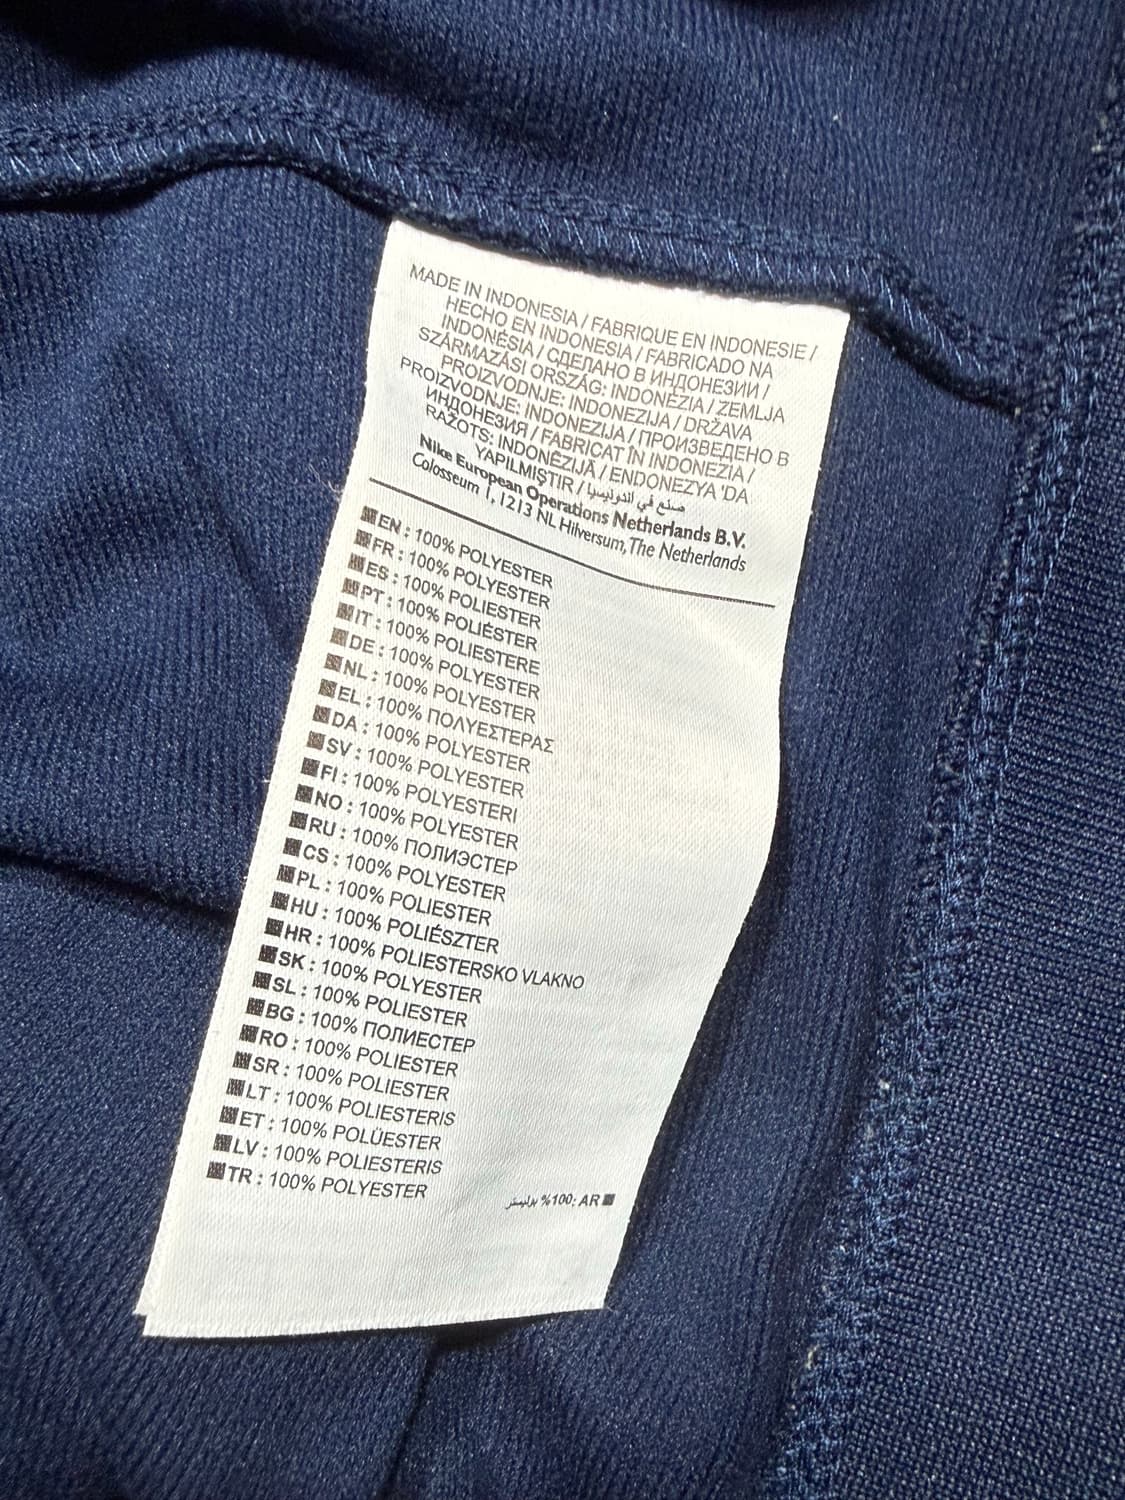 MADE IN INDONESIA / FABRIQUE EN INDONESIE /
HECHO EN INDONESIA / FABRICADO NA
INDONÉSIA / СДЕЛАНО В ИНДОНЕЗИИ /
SZÁRMAZÁSI ORSZÁG: INDONÉZIA / ZEMLJA
PROIZVODNJE: INDONEZIJA / DRŽAVA
PROIZVODNJE: INDONEZIJA / ПРОИЗВЕДЕНО В
ИНДОНЕЗИЯ / FABRICAT ÎN INDONEZIA /
RAŽOTS: INDONĒZIJĀ / ENDONEZYA 'DA
YAPILMIŞTIR / صنع في اندونيسيا
Nike European Operations Netherlands B.V.
Colosseum 1, 1213 NL Hilversum, The Netherlands
EN : 100% POLYESTER
FR : 100% POLYESTER
ES : 100% POLIESTER
PT : 100% POLIÉSTER
IT : 100% POLIESTERE
DE : 100% POLYESTER
NL : 100% POLYESTER
EL : 100% ΠΟΛΥΕΣΤΕΡΑΣ
DA : 100% POLYESTER
SV : 100% POLYESTER
FI : 100% POLYESTERI
NO : 100% POLYESTER
RU : 100% ПОЛИЭСТЕР
CS : 100% POLYESTER
PL : 100% POLIESTER
HU : 100% POLIÉSZTER
HR : 100% POLIESTERSKO VLAKNO
SK : 100% POLYESTER
SL : 100% POLIESTER
BG : 100% ПОЛИЕСТЕР
RO : 100% POLIESTER
SR : 100% POLIESTER
LT : 100% POLIESTERIS
ET : 100% POLÜESTER
LV : 100% POLIESTERIS
TR : 100% POLYESTER
AR :100% بوليستر